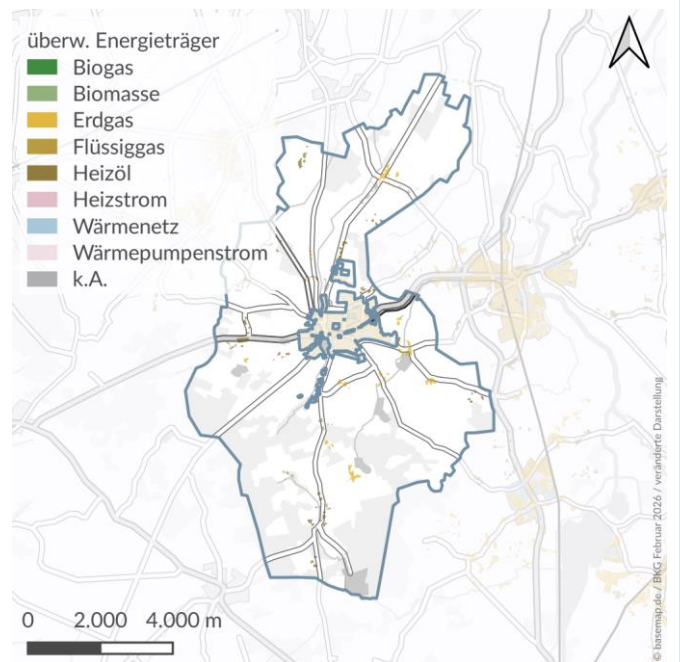 überw. Energieträger
Biogas
Biomasse
Erdgas
Flüssiggas
Heizöl
Heizstrom
Wärmenetz
Wärmepumpenstrom
k.A.
0 2.000 4.000 m
© basemap.de / BKG Februar 2026 / veränderte Darstellung